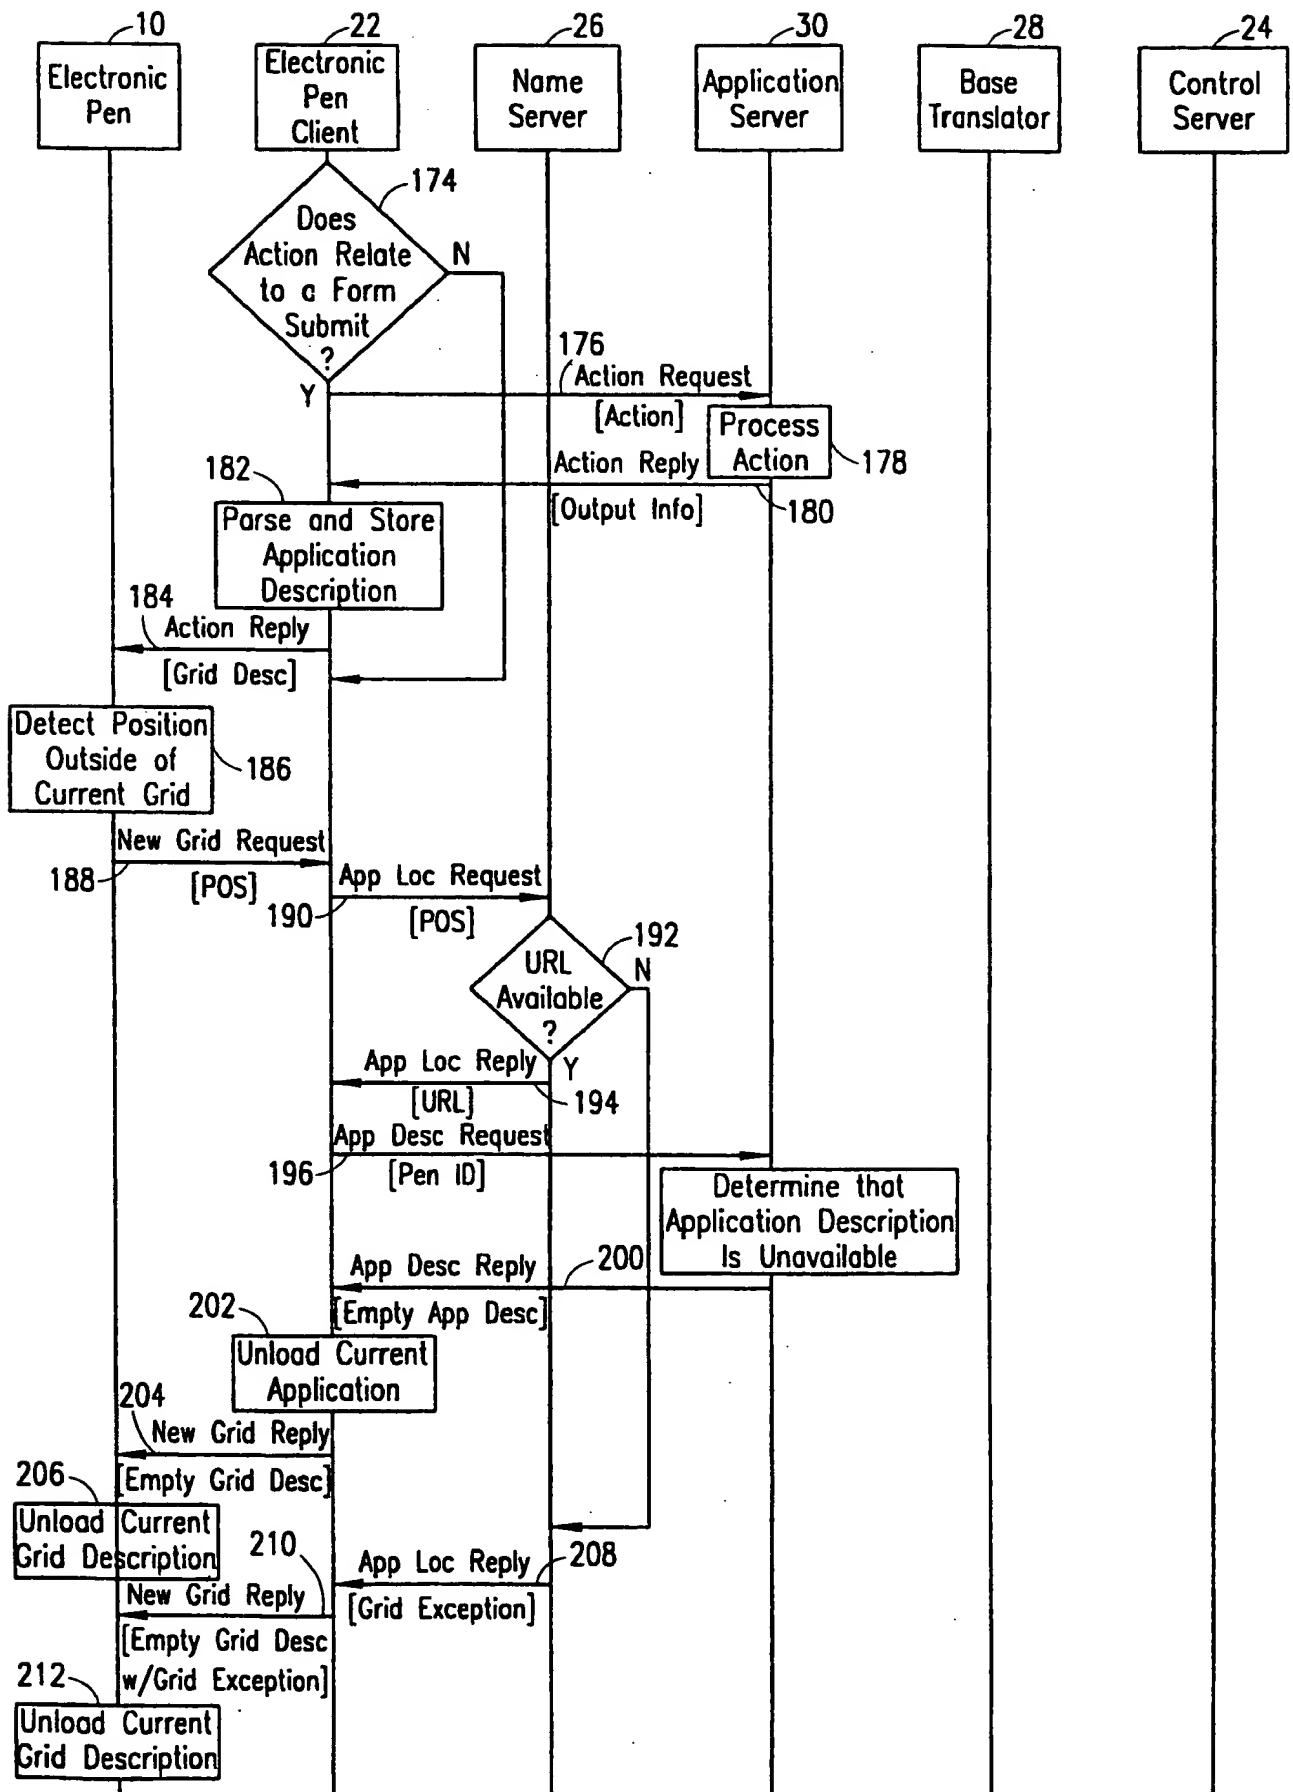 10
22
26
30
28
24
Electronic
Pen
Electronic
Pen
Client
Name
Server
Application
Server
Base
Translator
Control
Server
174
Does
Action Relate
to a Form
Submit
?
N
Y
176
Action Request
[Action]
Process
Action
178
Action Reply
[Output Info]
180
182
Parse and Store
Application
Description
184
Action Reply
[Grid Desc]
Detect Position
Outside of
Current Grid
186
New Grid Request
188
[POS]
App Loc Request
190
[POS]
192
URL
Available
?
N
Y
App Loc Reply
[URL]
194
App Desc Request
196
[Pen ID]
Determine that
Application Description
Is Unavailable
App Desc Reply
200
[Empty App Desc]
202
Unload Current
Application
204
New Grid Reply
[Empty Grid Desc]
206
Unload Current
Grid Description
210
App Loc Reply
208
[Grid Exception]
New Grid Reply
[Empty Grid Desc
w/Grid Exception]
212
Unload Current
Grid Description